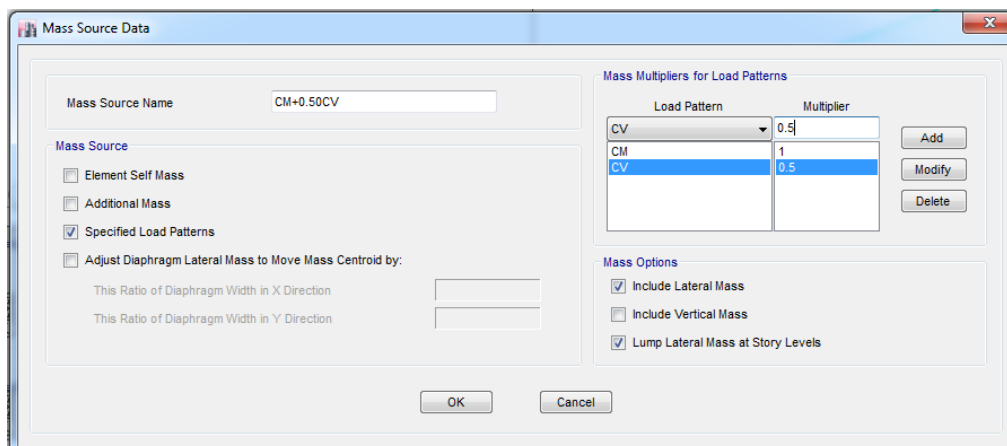 Mass Source Data
Mass Source Name CM+0.50CV
Mass Source
Element Self Mass
Additional Mass
Specified Load Patterns
Adjust Diaphragm Lateral Mass to Move Mass Centroid by:
This Ratio of Diaphragm Width in X Direction
This Ratio of Diaphragm Width in Y Direction
Mass Multipliers for Load Patterns
Load Pattern Multiplier
CV 0.5
CM 1
CV 0.5
Add
Modify
Delete
Mass Options
Include Lateral Mass
Include Vertical Mass
Lump Lateral Mass at Story Levels
OK Cancel